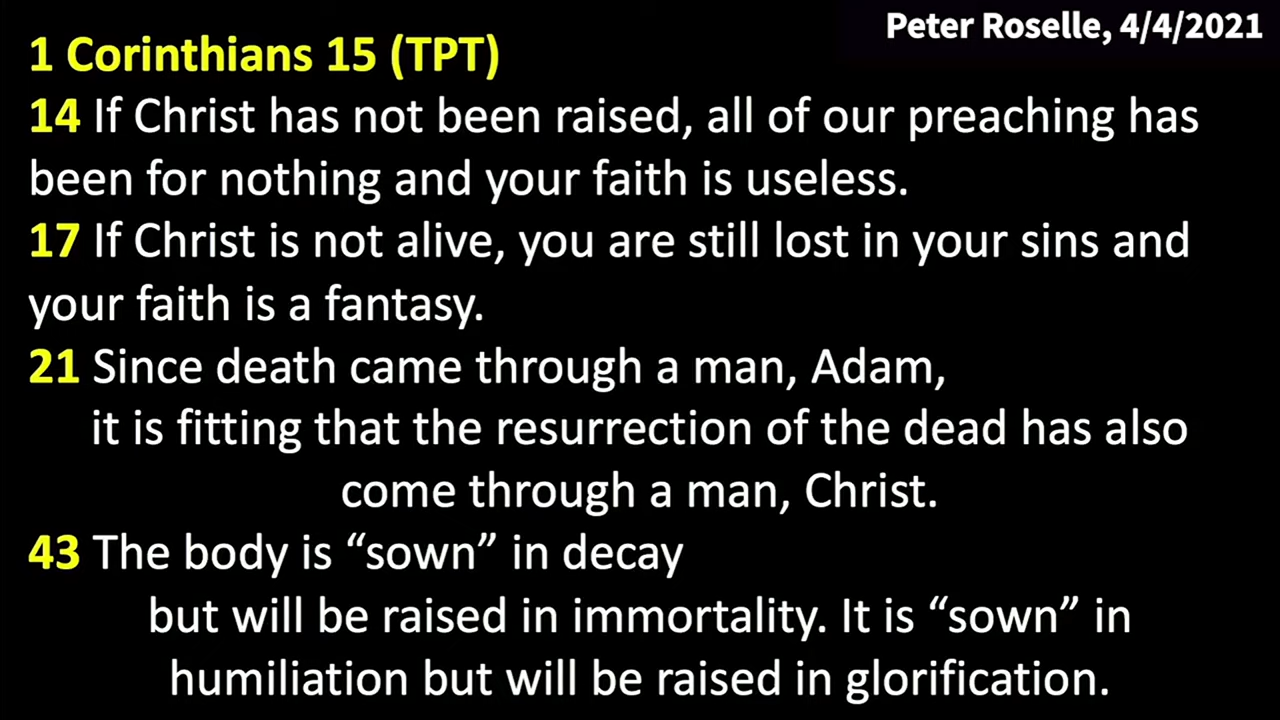 Peter Roselle, 4/4/2021
1 Corinthians 15 (TPT)
14 If Christ has not been raised, all of our preaching has
been for nothing and your faith is useless.
17 If Christ is not alive, you are still lost in your sins and
your faith is a fantasy.
21 Since death came through a man, Adam,
it is fitting that the resurrection of the dead has also
come through a man, Christ.
43 The body is “sown” in decay
but will be raised in immortality. It is “sown” in
humiliation but will be raised in glorification.